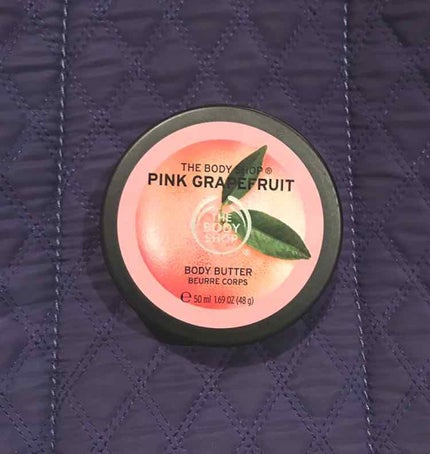 THE BODY SHOP®
PINK GRAPEFRUIT
THE
BODY
SHOP
BODY BUTTER
BEURRE CORPS
℮ 50 ml 1.69 OZ (48 g)